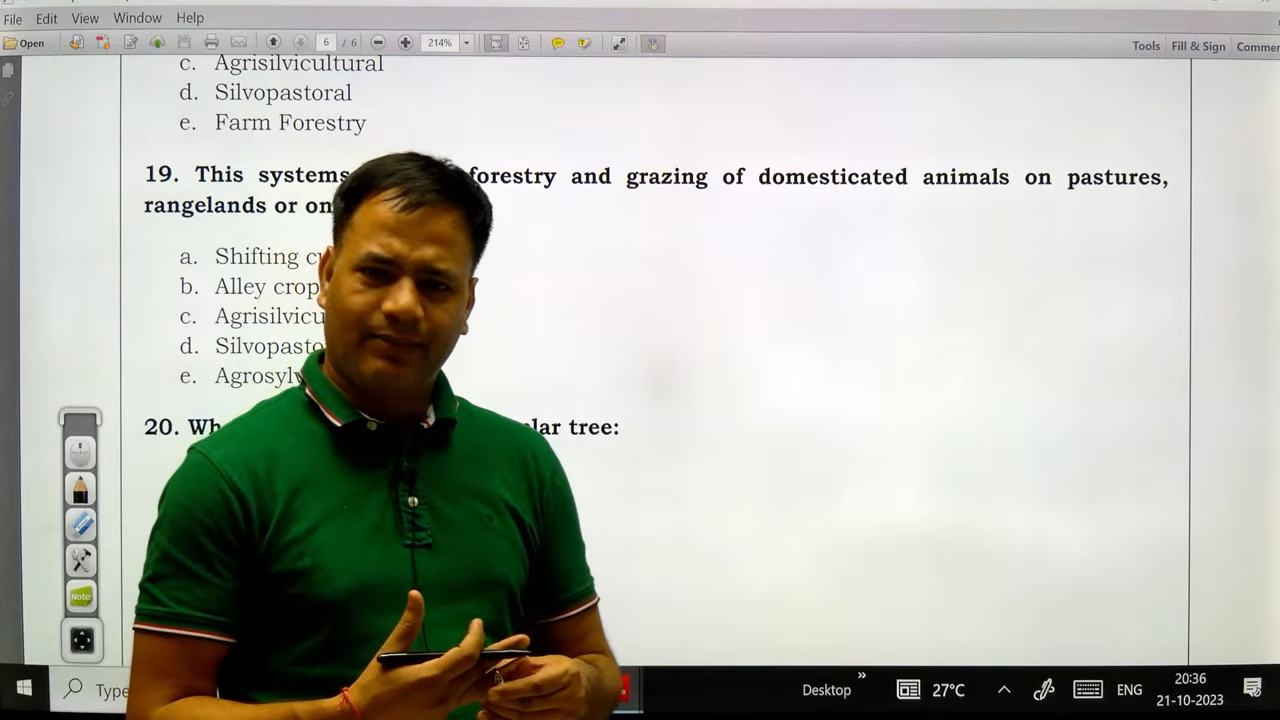 File Edit View Window Help
Open 6 / 6 214% Tools Fill & Sign Commen
c. Agrisilvicultural
d. Silvopastoral
e. Farm Forestry
19. This systems forestry and grazing of domesticated animals on pastures,
rangelands or on
a. Shifting
b. Alley crop
c. Agrisilvicu
d. Silvopasto
e. Agrosylv
20. Wh lar tree:
Note
Type Desktop » 27°C ENG 20:36
21-10-2023